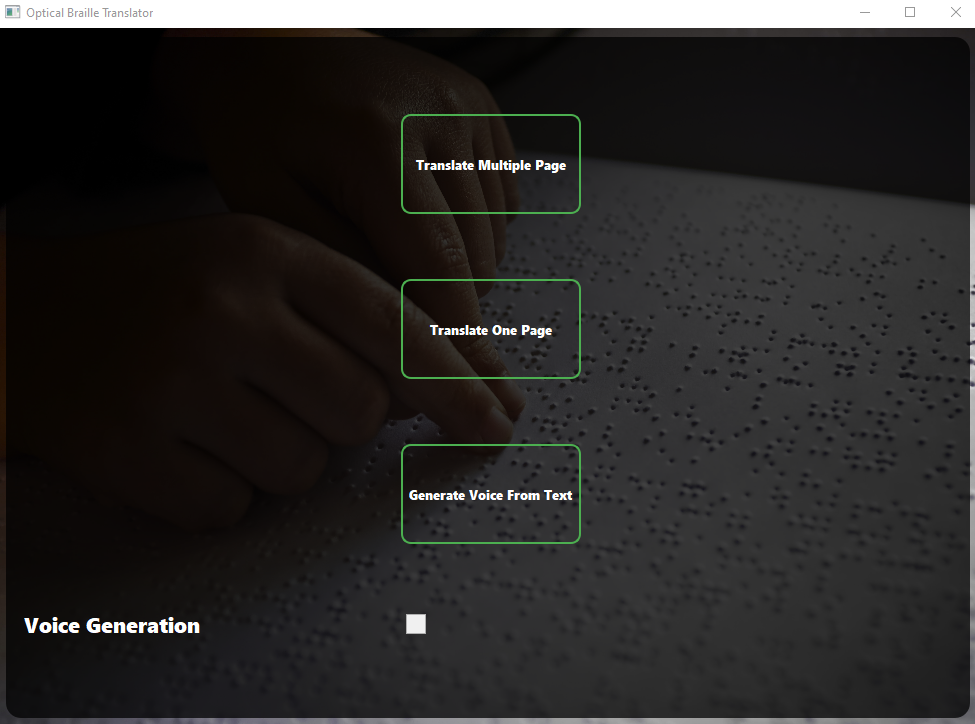 Optical Braille Translator
Translate Multiple Page
Translate One Page
Generate Voice From Text
Voice Generation